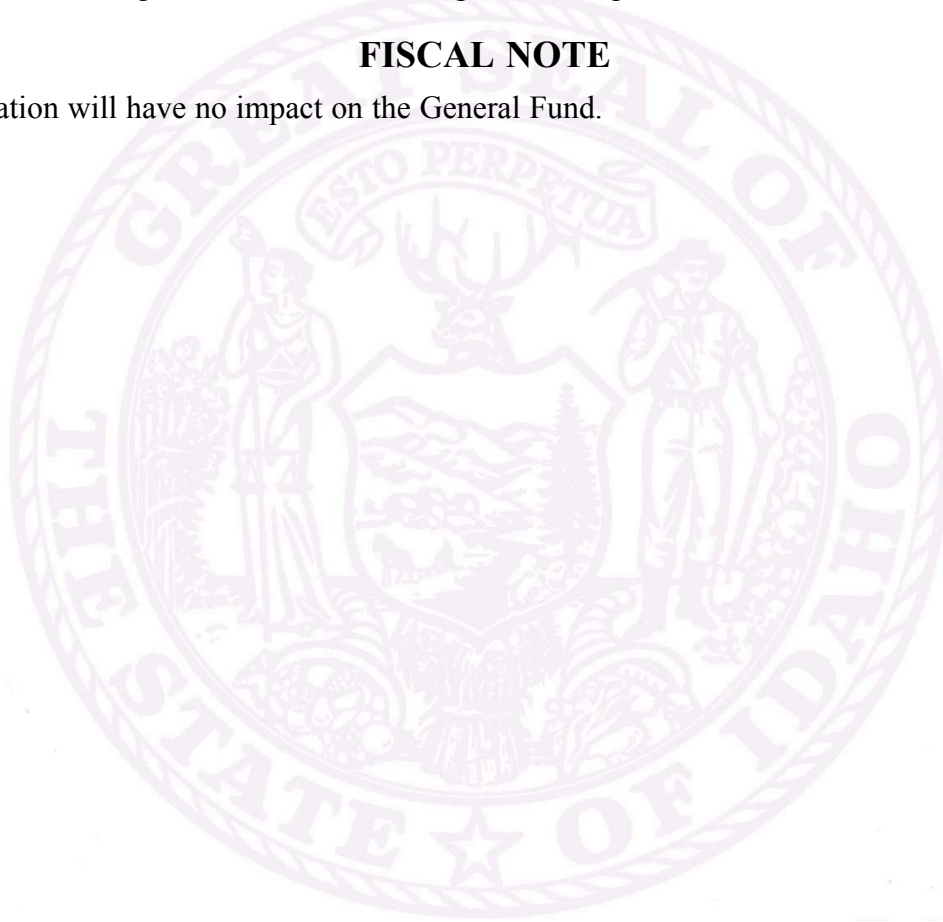 FISCAL NOTE
ation will have no impact on the General Fund.
GREAT SEAL OF
THE STATE OF IDAHO
ESTO PERPETUA